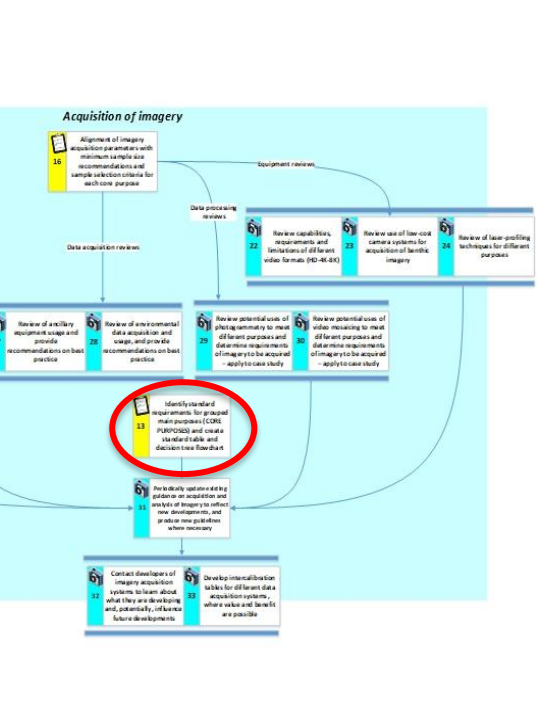 Acquisition of imagery
16
Alignment of imagery
acquisition parameters with
minimum sample size
recommendations and
sample selection criteria for
each core purpose
Equipment reviews
Data processing
reviews
Data acquisition reviews
22
Review capabilities,
requirements and
limitations of different
video formats (HD-4K-8K)
23
Review use of low-cost
camera systems for
acquisition of benthic
imagery
24
Review of laser-profiling
techniques for different
purposes
Review of ancillary
equipment usage and
provide
recommendations on best
practice
28
Review of environmental
data acquisition and
usage, and provide
recommendations on best
practice
29
Review potential uses of
photogrammetry to meet
different purposes and
determine requirements
of imagery to be acquired
– apply to case study
30
Review potential uses of
video mosaicing to meet
different purposes and
determine requirements
of imagery to be acquired
– apply to case study
13
Identify standard
requirements for grouped
main purposes (CORE
PURPOSES) and create
standard table and
decision tree flowchart
31
Periodically update existing
guidance on acquisition and
analysis of imagery to reflect
new developments, and
produce new guidelines
where necessary
32
Contact developers of
imagery acquisition
systems to learn about
what they are developing
and, potentially, influence
future developments
33
Develop intercalibration
tables for different data
acquisition systems,
where value and benefit
are possible